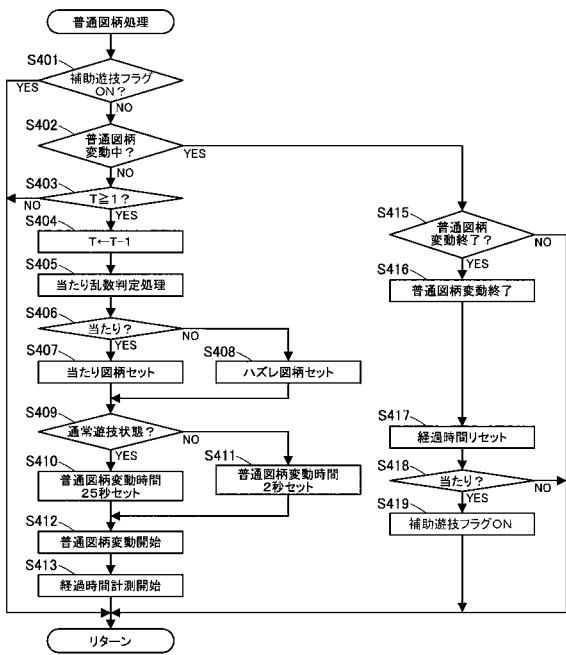 普通図柄処理
S401
補助遊技フラグ
ON?
YES
NO
S402
普通図柄
変動中?
YES
NO
S403
T≧1?
NO
YES
S404
T←T-1
S405
当たり乱数判定処理
S406
当たり?
NO
YES
S407
当たり図柄セット
S408
ハズレ図柄セット
S409
通常遊技状態?
NO
YES
S410
普通図柄変動時間
25秒セット
S411
普通図柄変動時間
2秒セット
S412
普通図柄変動開始
S413
経過時間計測開始
リターン
S415
普通図柄
変動終了?
NO
YES
S416
普通図柄変動終了
S417
経過時間リセット
S418
当たり?
NO
YES
S419
補助遊技フラグON